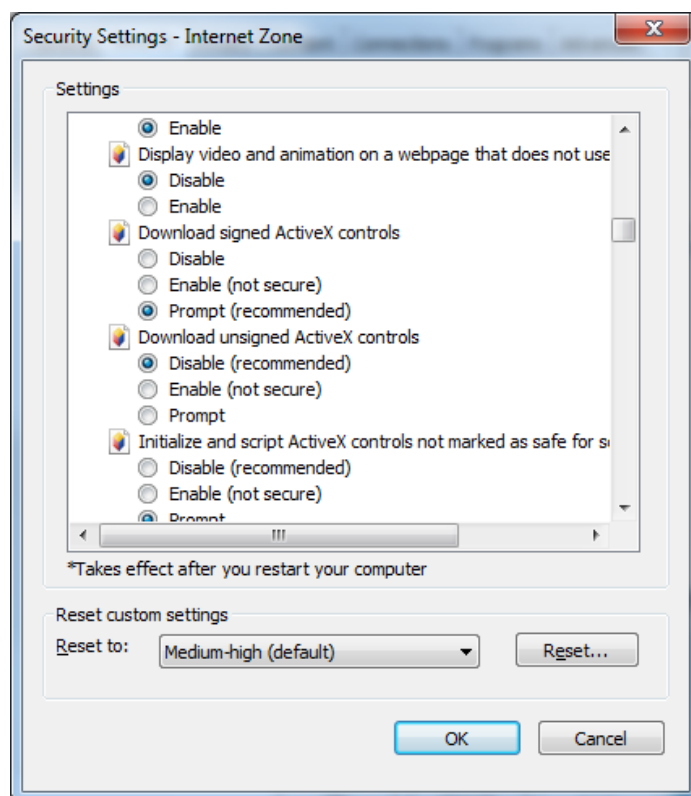 Security Settings - Internet Zone
Settings
Enable
Display video and animation on a webpage that does not use
Disable
Enable
Download signed ActiveX controls
Disable
Enable (not secure)
Prompt (recommended)
Download unsigned ActiveX controls
Disable (recommended)
Enable (not secure)
Prompt
Initialize and script ActiveX controls not marked as safe for
Disable (recommended)
Enable (not secure)
Prompt
*Takes effect after you restart your computer
Reset custom settings
Reset to:
Medium-high (default)
Reset...
OK
Cancel